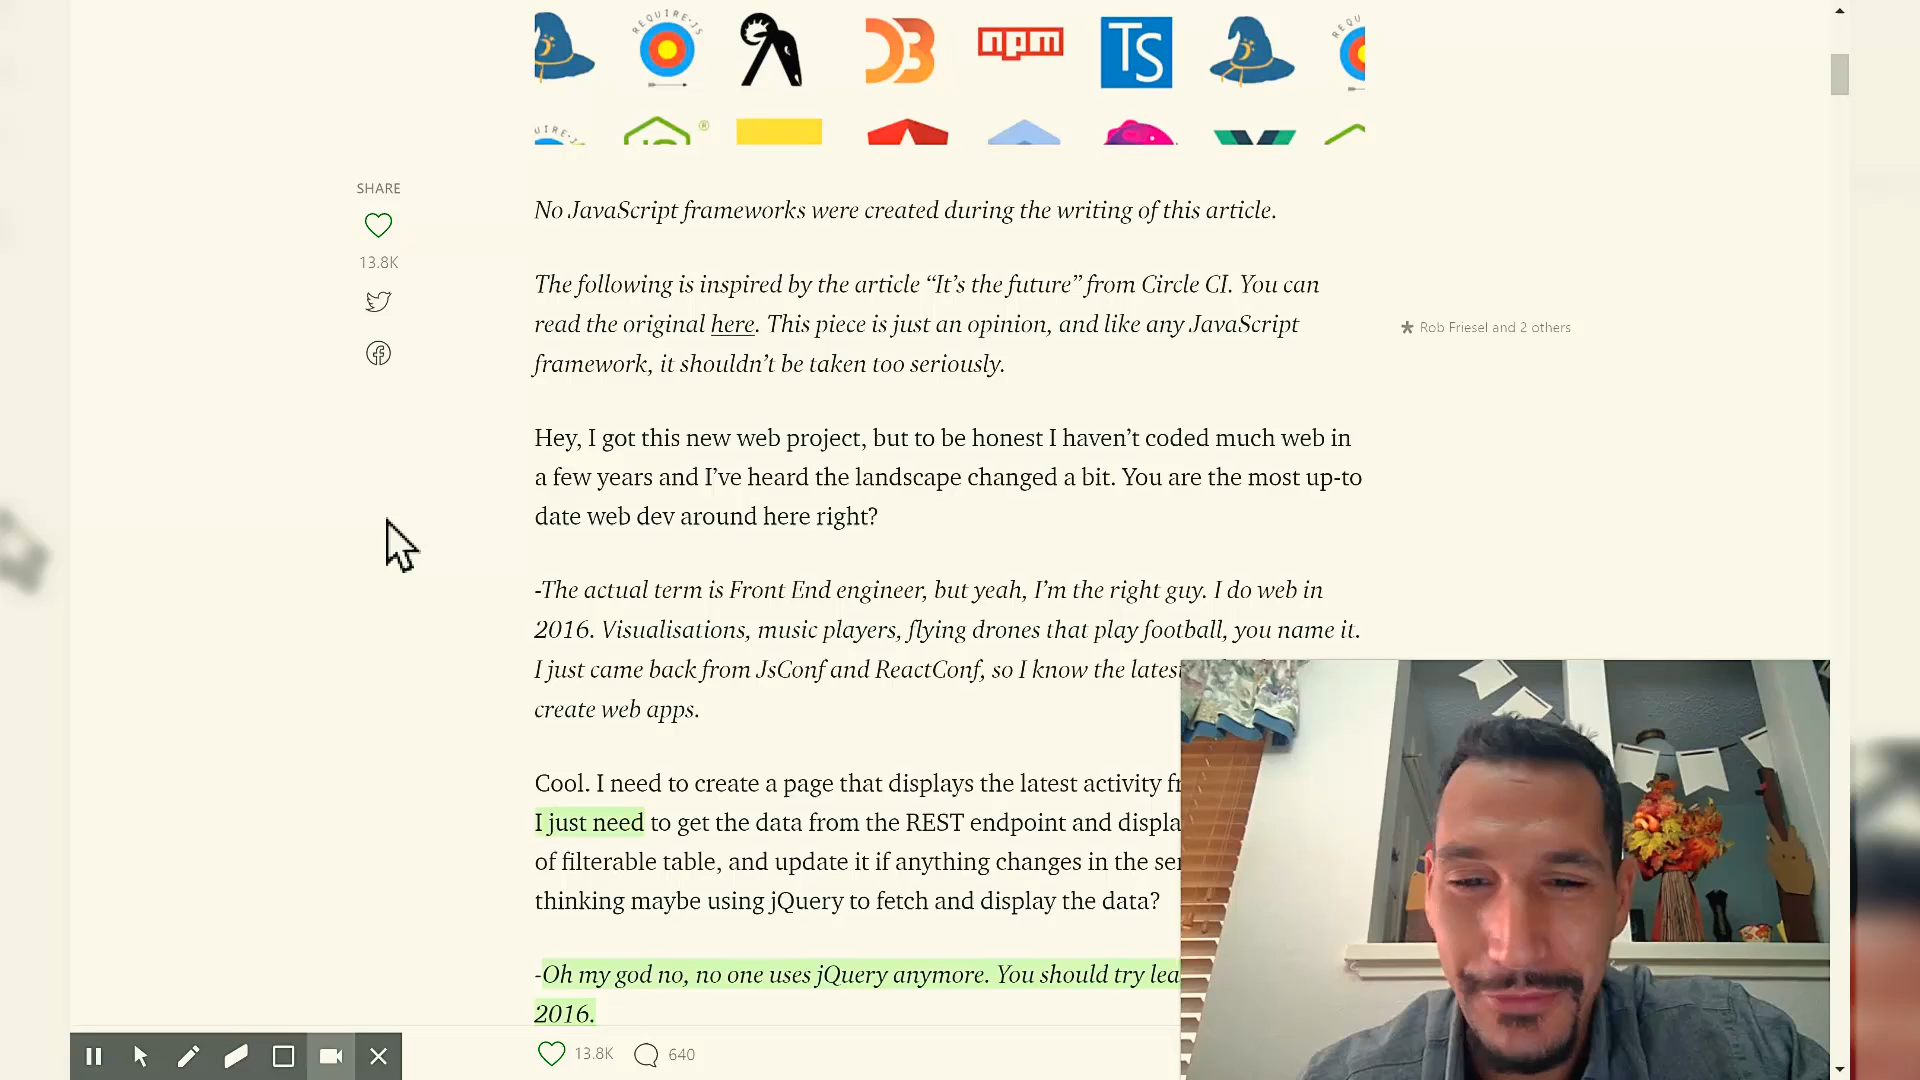 REQUIRE.JS
npm
TS
SHARE
13.8K
No JavaScript frameworks were created during the writing of this article.
The following is inspired by the article “It’s the future” from Circle CI. You can
read the original here. This piece is just an opinion, and like any JavaScript
framework, it shouldn’t be taken too seriously.
Rob Friesel and 2 others
Hey, I got this new web project, but to be honest I haven’t coded much web in
a few years and I’ve heard the landscape changed a bit. You are the most up-to
date web dev around here right?
-The actual term is Front End engineer, but yeah, I’m the right guy. I do web in
2016. Visualisations, music players, flying drones that play football, you name it.
I just came back from JsConf and ReactConf, so I know the latest
create web apps.
Cool. I need to create a page that displays the latest activity
I just need to get the data from the REST endpoint and
of filterable table, and update it if anything changes in the
thinking maybe using jQuery to fetch and display the data?
-Oh my god no, no one uses jQuery anymore. You should try
2016.
13.8K 640